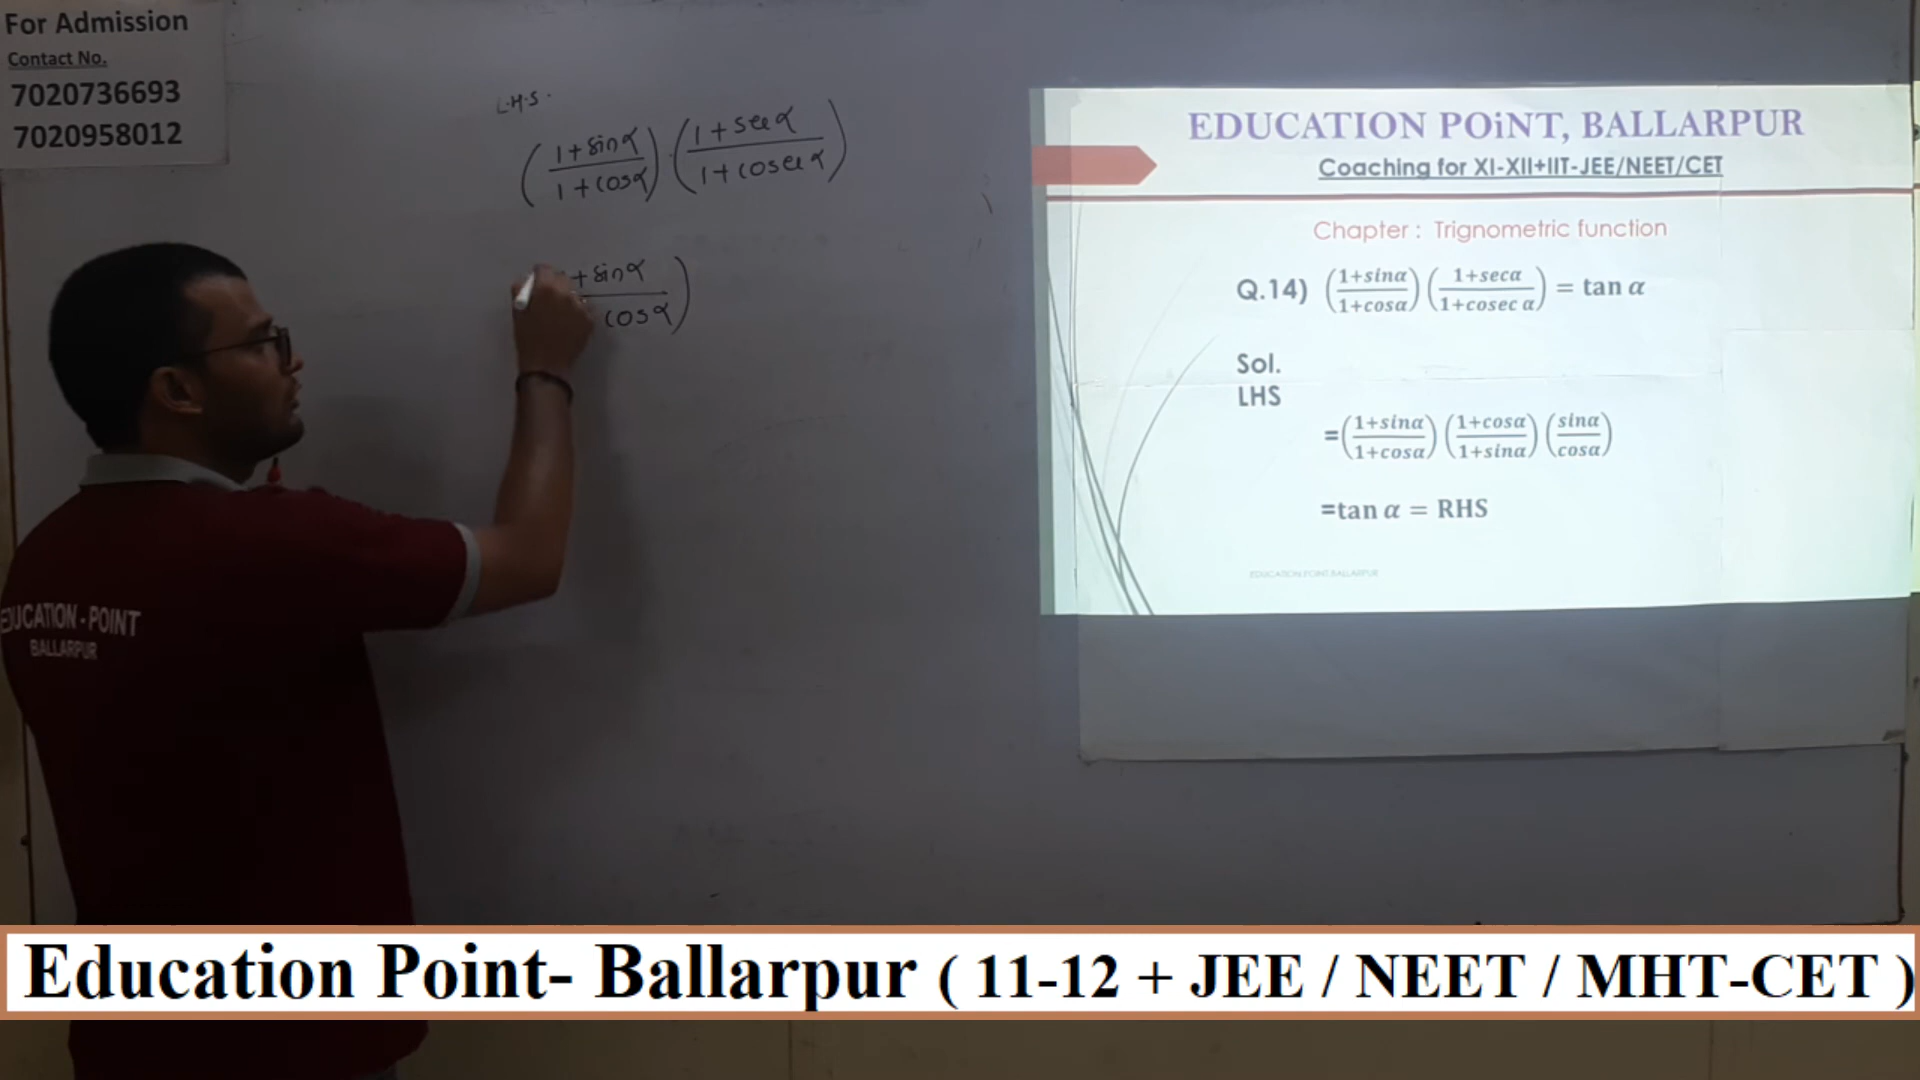 For Admission
Contact No.
7020736693
7020958012
L.H.S.
(1+sinα / 1+cosα) . (1+secα / 1+cosecα)
+sinα / cosα)
EDUCATION - POINT
BALLARPUR
EDUCATION POiNT, BALLARPUR
Coaching for XI-XII+IIT-JEE/NEET/CET
Chapter : Trignometric function
Q.14) (1+sinα / 1+cosα) (1+secα / 1+cosec α) = tan α
Sol.
LHS
=(1+sinα / 1+cosα) (1+cosα / 1+sinα) (sinα / cosα)
=tan α = RHS
EDUCATION POINT BALLARPUR
Education Point- Ballarpur ( 11-12 + JEE / NEET / MHT-CET )